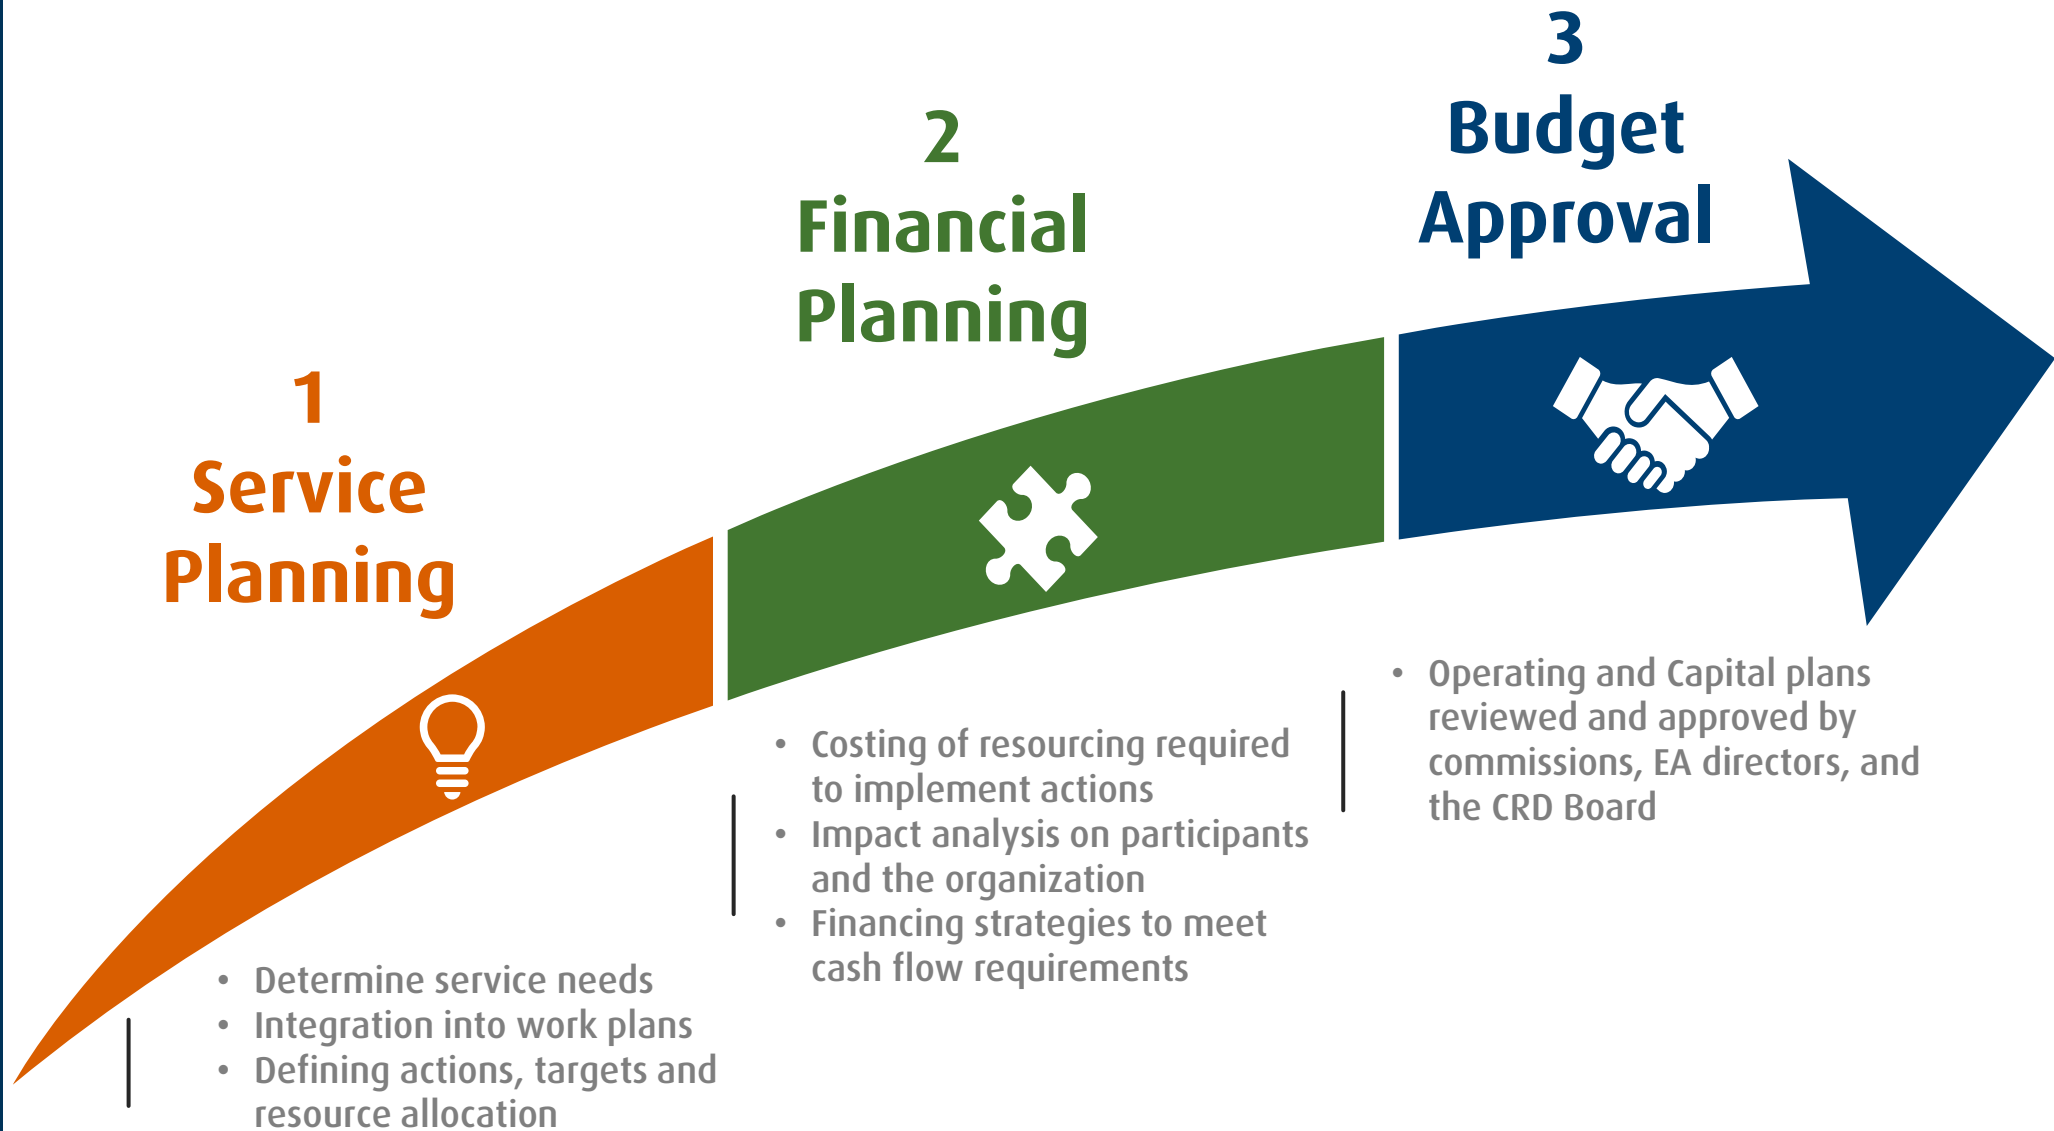 1
Service
Planning
• Determine service needs
• Integration into work plans
• Defining actions, targets and
resource allocation
2
Financial
Planning
• Costing of resourcing required
to implement actions
• Impact analysis on participants
and the organization
• Financing strategies to meet
cash flow requirements
3
Budget
Approval
• Operating and Capital plans
reviewed and approved by
commissions, EA directors, and
the CRD Board